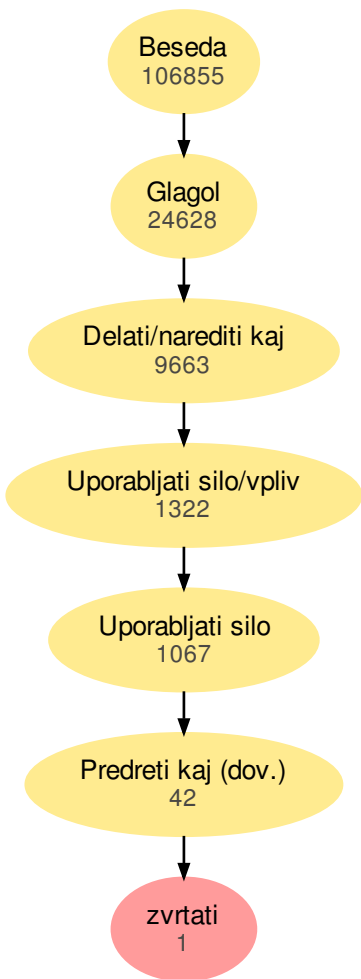 Beseda
106855
Glagol
24628
Delati/narediti kaj
9663
Uporabljati silo/vpliv
1322
Uporabljati silo
1067
Predreti kaj (dov.)
42
zvrtati
1